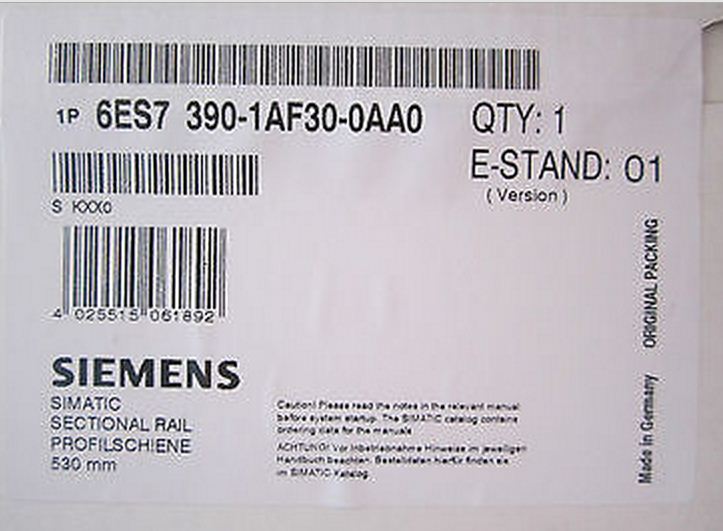 1P 6ES7 390-1AF30-0AA0
QTY: 1
E-STAND: 01
( Version )
S KXX0
4 025515 061892
SIEMENS
SIMATIC
SECTIONAL RAIL
PROFILSCHIENE
530 mm
Caution! Please read the notes in the relevant manual
before system startup. The SIMATIC catalog contains
ordering data for the manuals
ACHTUNG! Vor Inbetriebnahme Hinweise im jeweiligen
Handbuch beachten. Bestelldaten hierfür finden sie
im SIMATIC-Katalog.
Made in Germany ORIGINAL PACKING